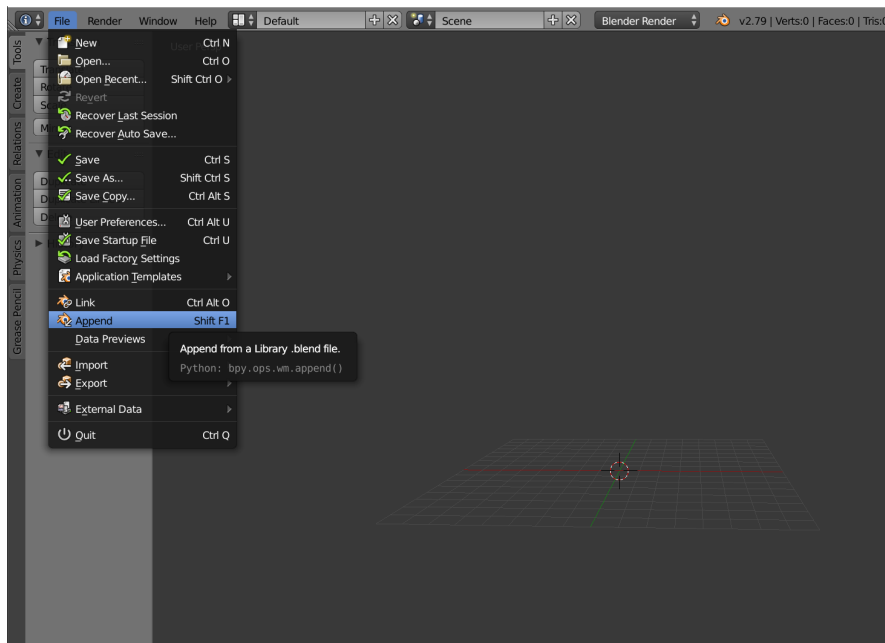 File Render Window Help Default Scene Blender Render v2.79 | Verts:0 | Faces:0 | Tris:0
New Ctrl N
Open... Ctrl O
Open Recent... Shift Ctrl O
Revert
Recover Last Session
Recover Auto Save...
Save Ctrl S
Save As... Shift Ctrl S
Save Copy... Ctrl Alt S
User Preferences... Ctrl Alt U
Save Startup File Ctrl U
Load Factory Settings
Application Templates
Link Ctrl Alt O
Append Shift F1
Data Previews
Import
Export
External Data
Quit Ctrl Q
Append from a Library .blend file.
Python: bpy.ops.wm.append()
Tools
Create
Relations
Animation
Physics
Grease Pencil